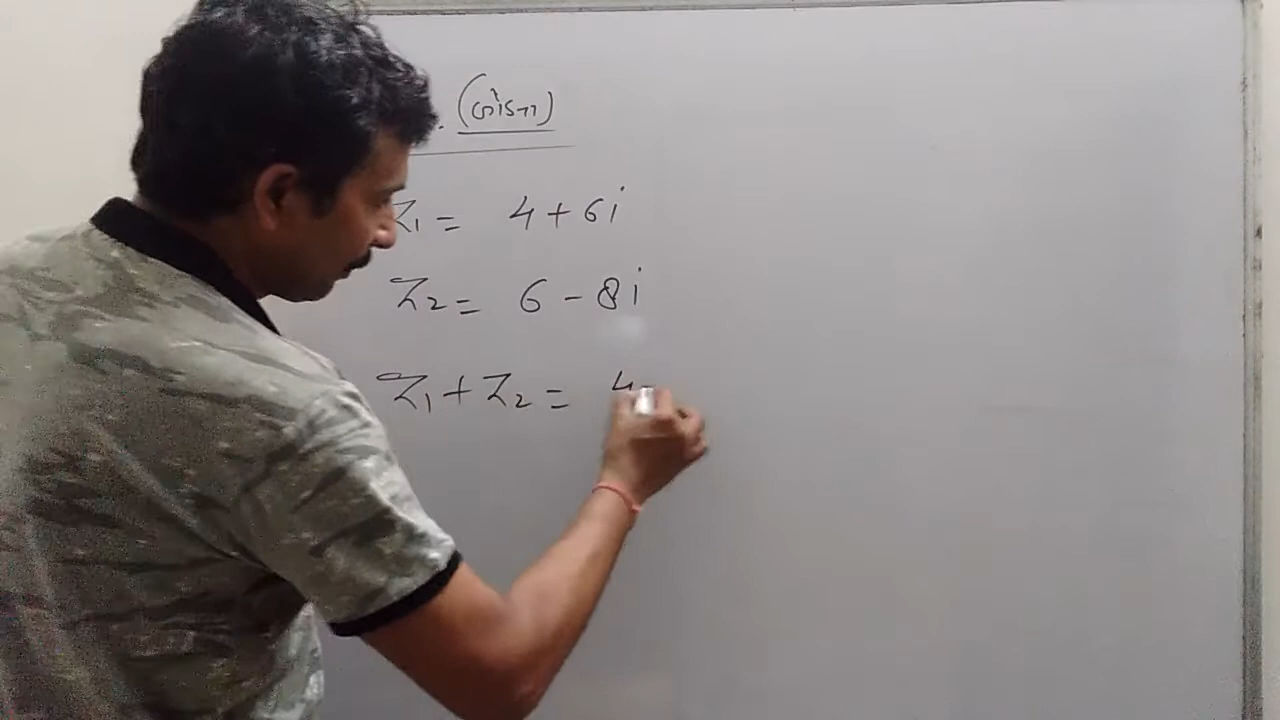 Z₁ = 4 + 6i
Z₂ = 6 - 8i
Z₁ + Z₂ = 4